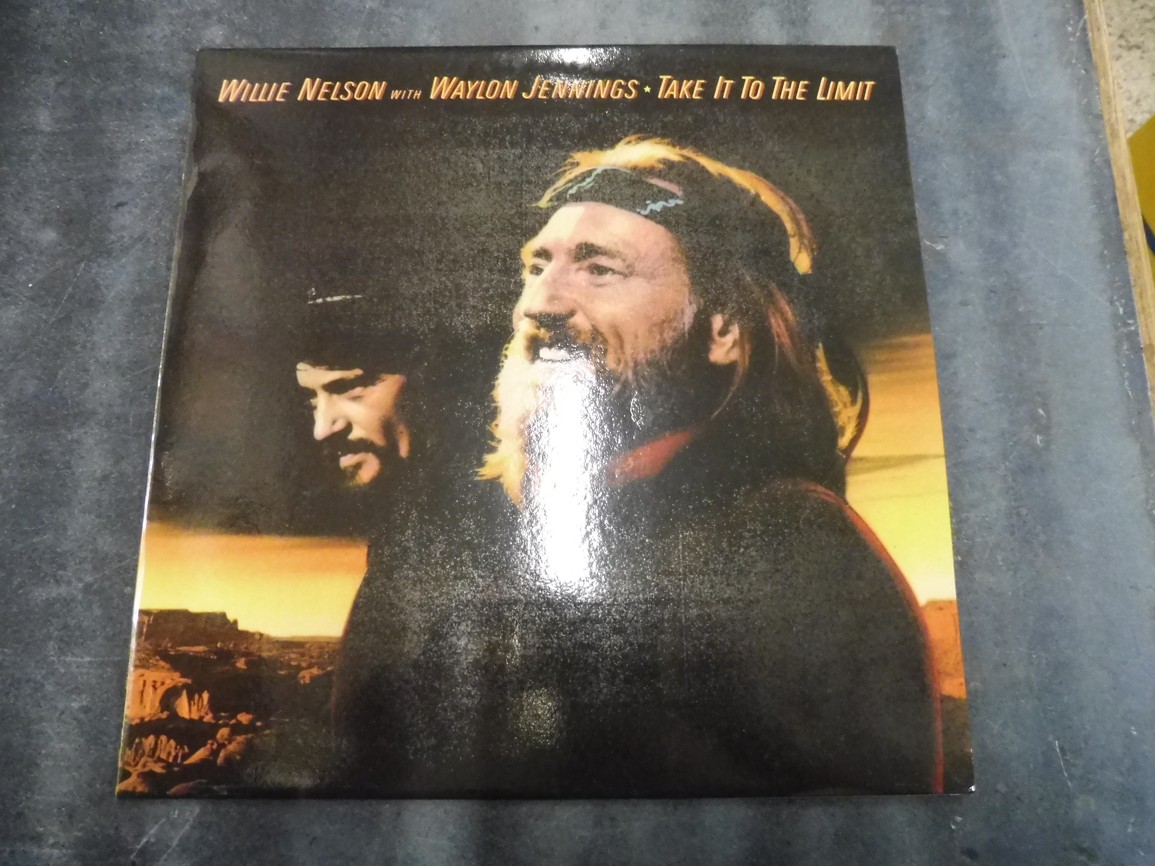 WILLIE NELSON WITH WAYLON JENNINGS ★ TAKE IT TO THE LIMIT